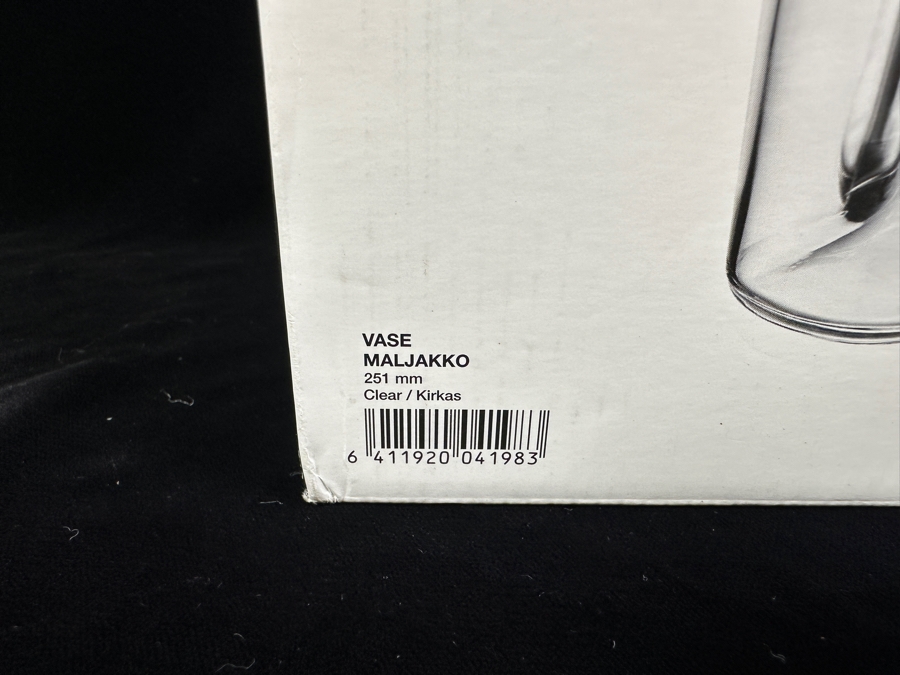 VASE
MALJAKKO
251 mm
Clear / Kirkas
6 411920 041983